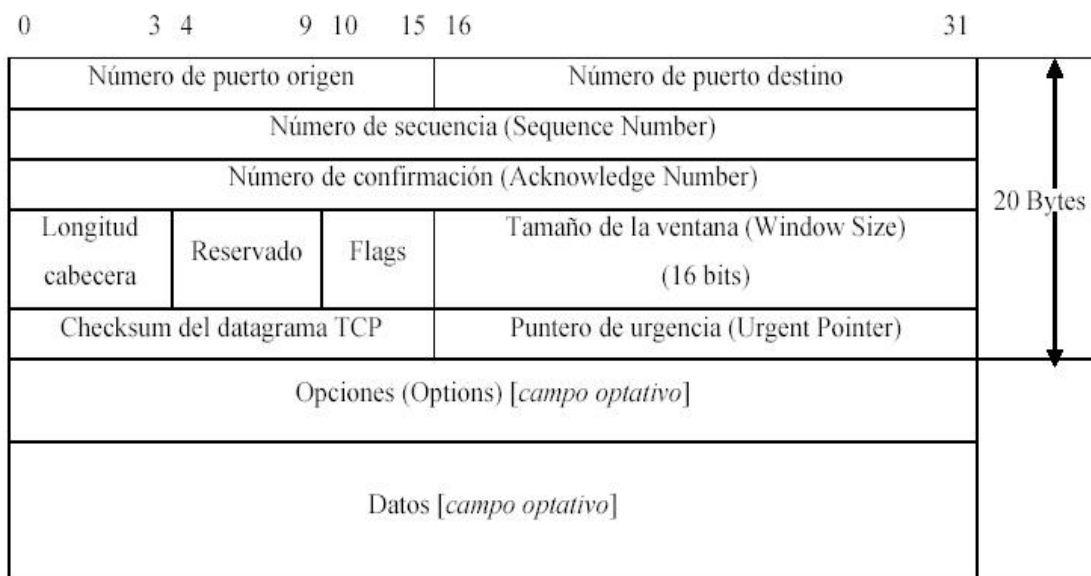 0 3 4 9 10 15 16 31
Número de puerto origen
Número de puerto destino
Número de secuencia (Sequence Number)
Número de confirmación (Acknowledge Number)
20 Bytes
Longitud
cabecera
Reservado
Flags
Tamaño de la ventana (Window Size)
(16 bits)
Checksum del datagrama TCP
Puntero de urgencia (Urgent Pointer)
Opciones (Options) [campo optativo]
Datos [campo optativo]